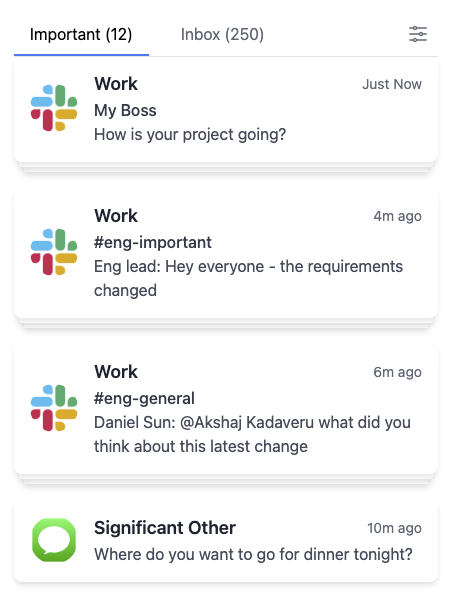 Important (12) Inbox (250)
Work Just Now
My Boss
How is your project going?
Work 4m ago
#eng-important
Eng lead: Hey everyone - the requirements
changed
Work 6m ago
#eng-general
Daniel Sun: @Akshaj Kadaveru what did you
think about this latest change
Significant Other 10m ago
Where do you want to go for dinner tonight?